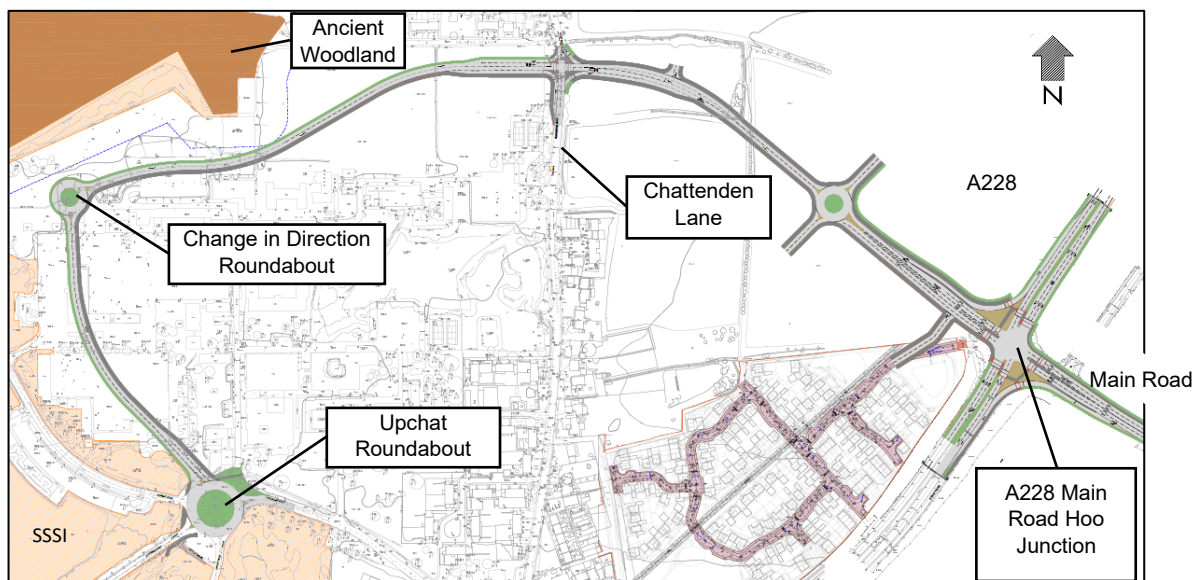 Ancient
Woodland
N
A228
Chattenden
Lane
Change in Direction
Roundabout
Main Road
Upchat
Roundabout
A228 Main
Road Hoo
Junction
SSSI